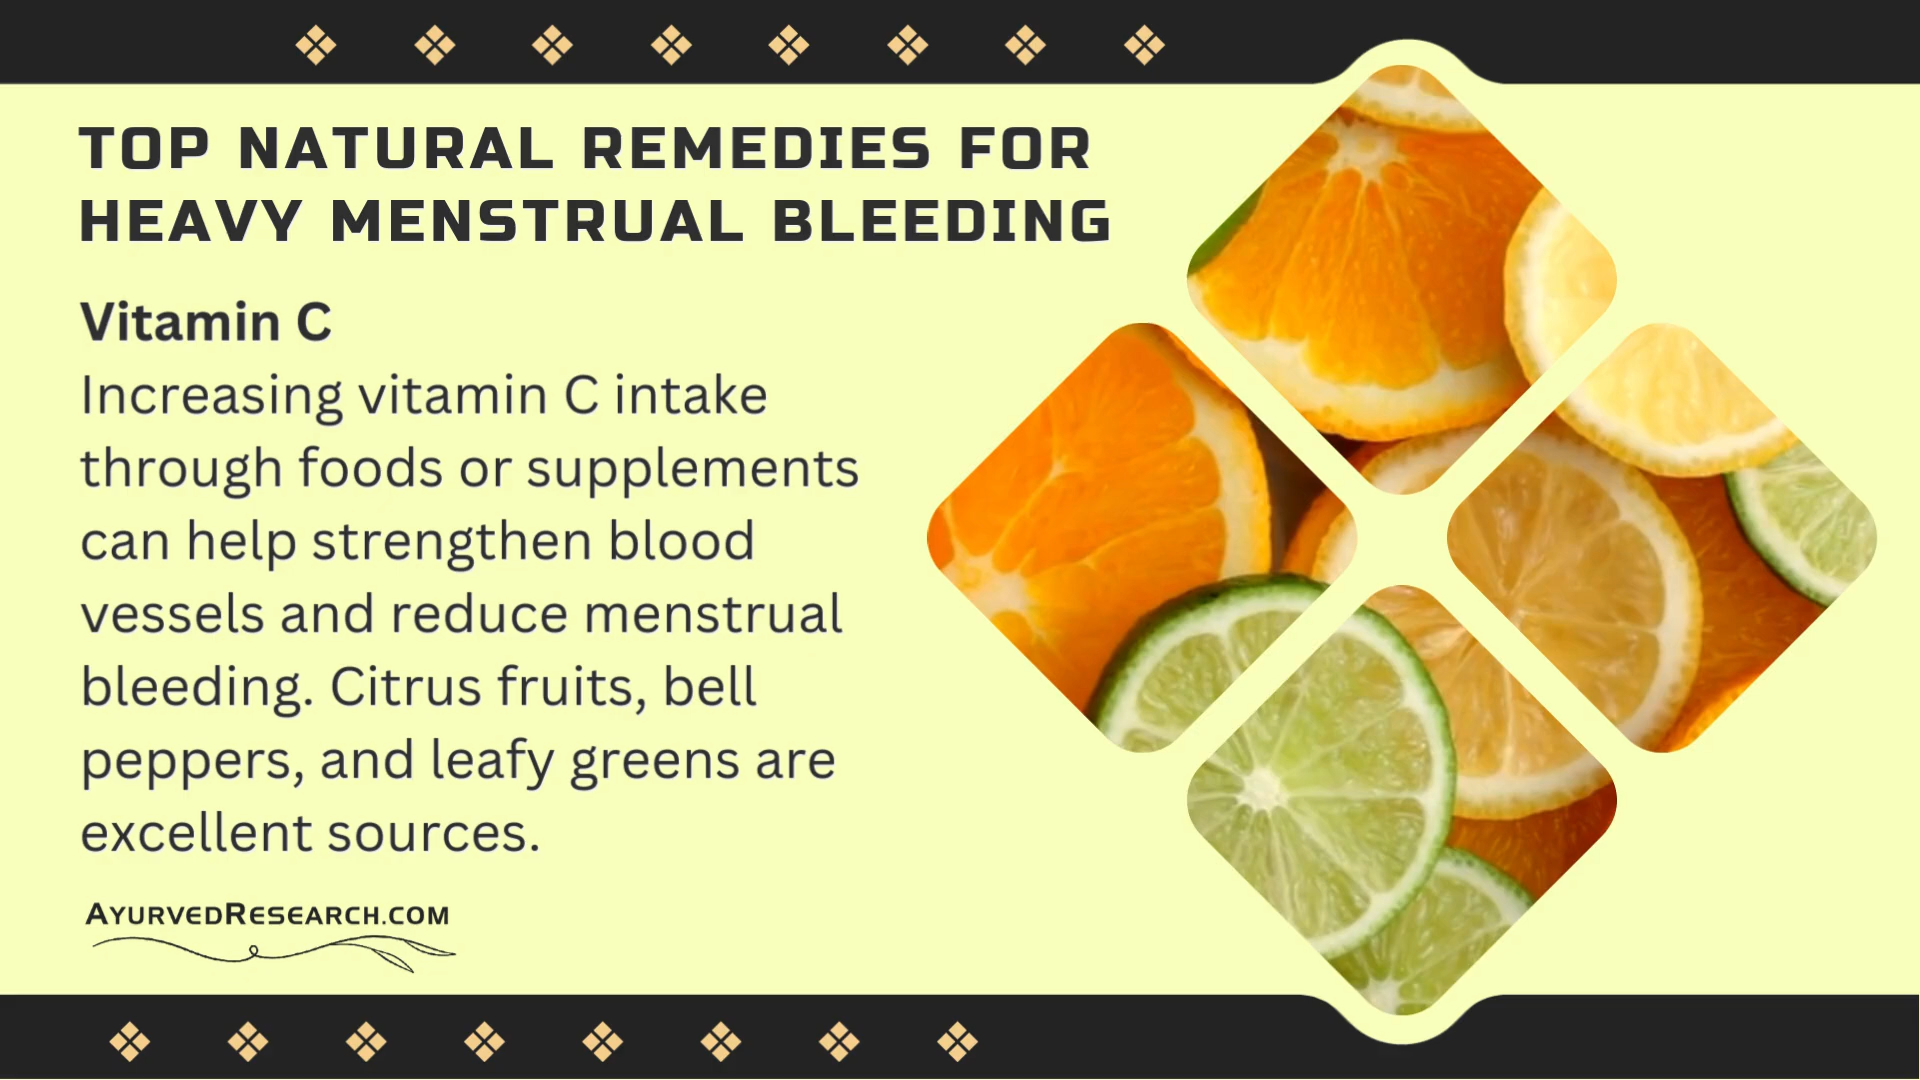 TOP NATURAL REMEDIES FOR
HEAVY MENSTRUAL BLEEDING
Vitamin C
Increasing vitamin C intake
through foods or supplements
can help strengthen blood
vessels and reduce menstrual
bleeding. Citrus fruits, bell
peppers, and leafy greens are
excellent sources.
AYURVEDRESEARCH.COM